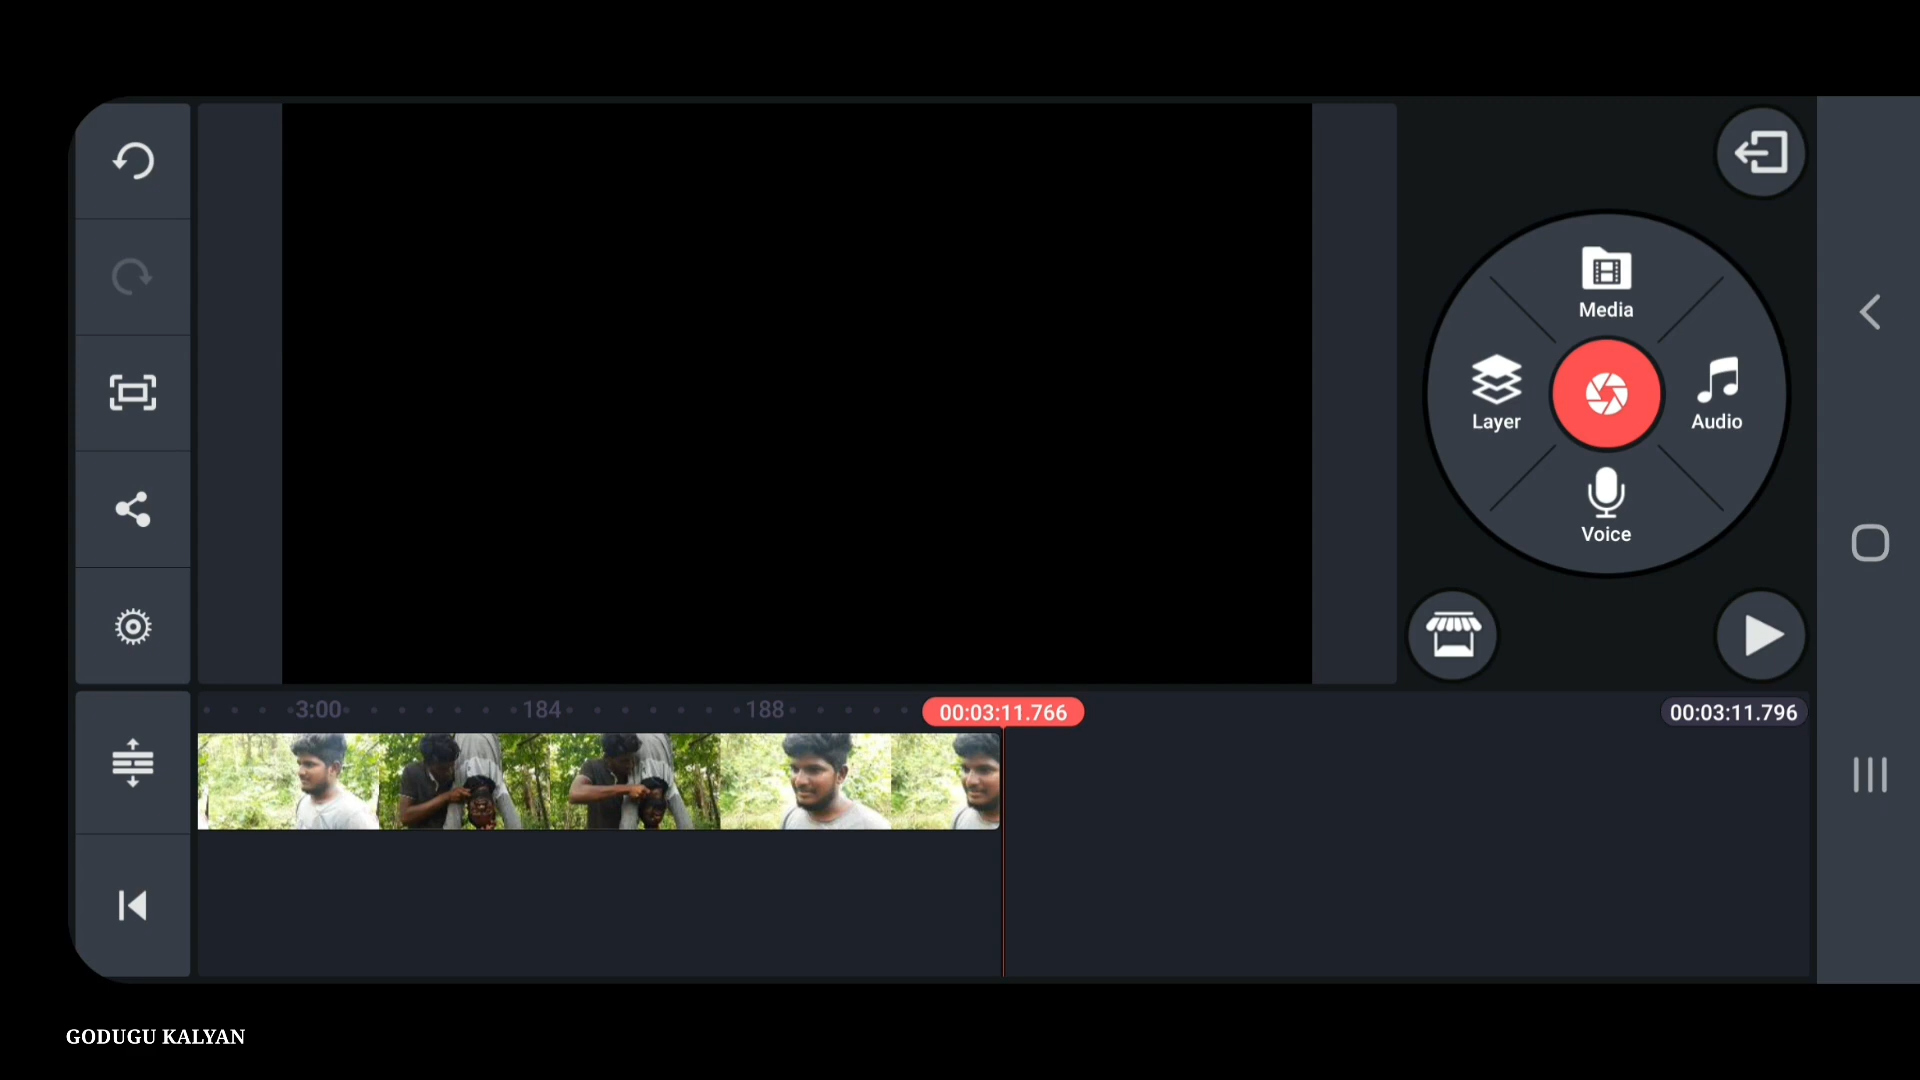 Media
Layer
Audio
Voice
3:00
184
188
00:03:11.766
00:03:11.796
GODUGU KALYAN